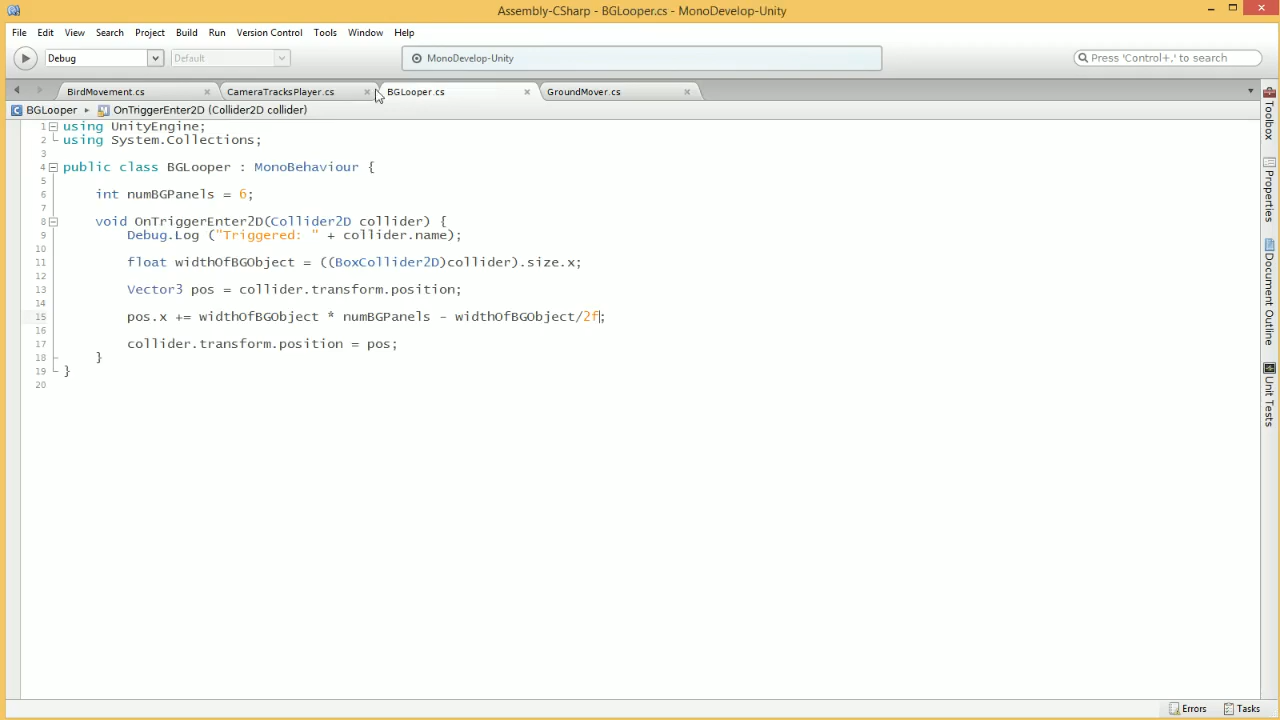 Assembly-CSharp - BGLooper.cs - MonoDevelop-Unity
File Edit View Search Project Build Run Version Control Tools Window Help
Debug Default MonoDevelop-Unity Press 'Control+,' to search
BirdMovement.cs CameraTracksPlayer.cs BGLooper.cs GroundMover.cs
BGLooper OnTriggerEnter2D (Collider2D collider)
1 using UnityEngine;
2 using System.Collections;
3
4 public class BGLooper : MonoBehaviour {
5
6 int numBGPanels = 6;
7
8 void OnTriggerEnter2D(Collider2D collider) {
9 Debug.Log ("Triggered: " + collider.name);
10
11 float widthOfBGObject = ((BoxCollider2D)collider).size.x;
12
13 Vector3 pos = collider.transform.position;
14
15 pos.x += widthOfBGObject * numBGPanels - widthOfBGObject/2f;
16
17 collider.transform.position = pos;
18 }
19 }
20
Toolbox
Properties
Document Outline
Unit Tests
Errors Tasks